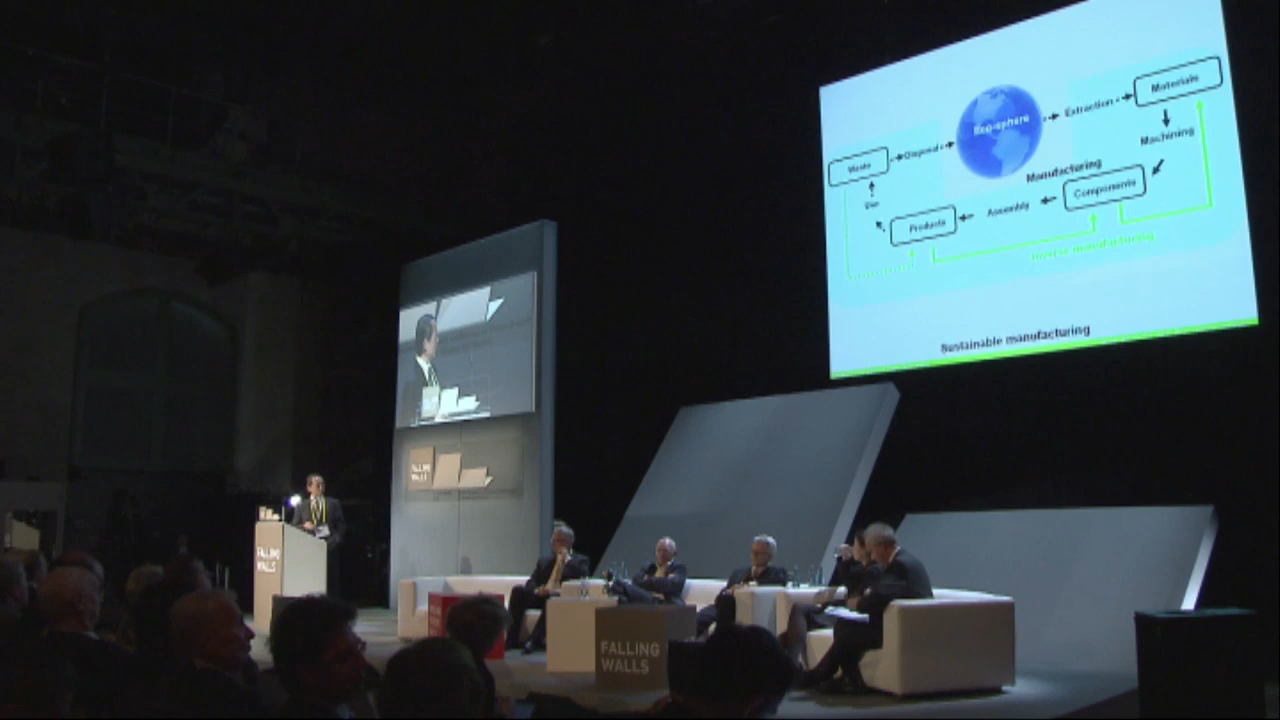 Eco-sphere
Extraction
Materials
Machining
Waste
Disposal
Manufacturing
Components
Use
Products
Assembly
Inverse manufacturing
Sustainable manufacturing
FALLING
WALLS
FALLING
WALLS
FALLING
WALLS